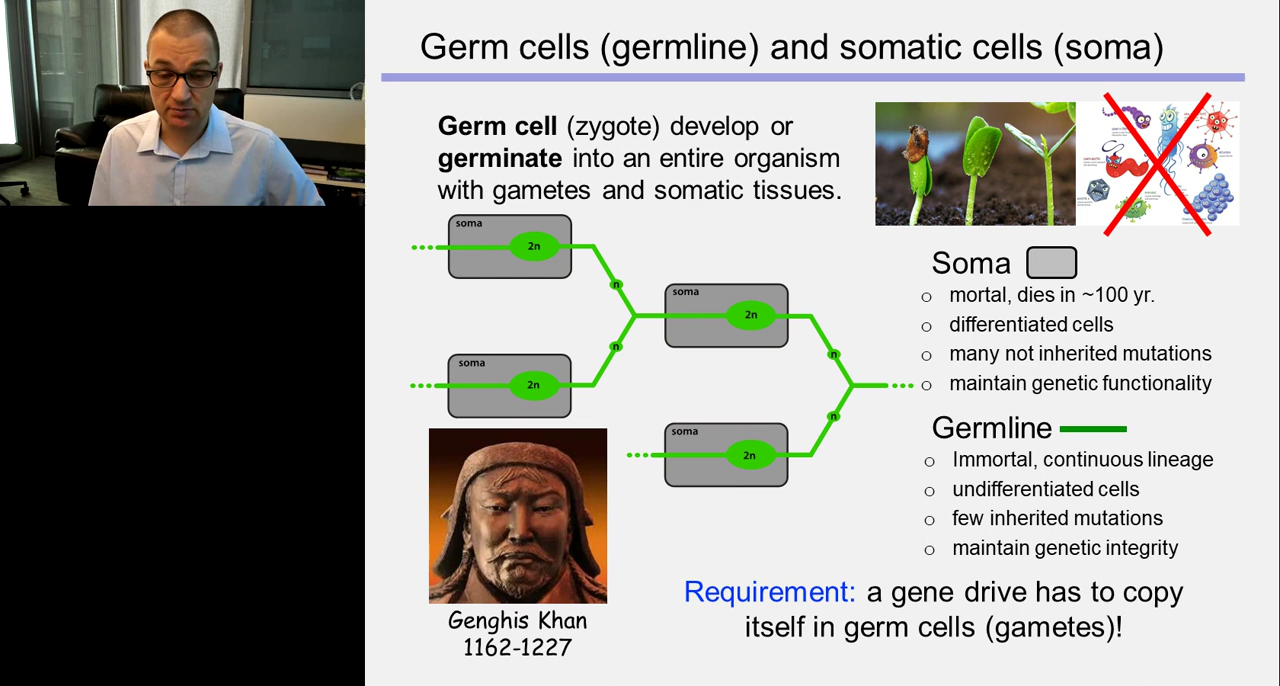 Germ cells (germline) and somatic cells (soma)
Germ cell (zygote) develop or
germinate into an entire organism
with gametes and somatic tissues.
soma
2n
n
soma
2n
n
soma
2n
n
soma
2n
n
Genghis Khan
1162-1227
Soma
mortal, dies in ~100 yr.
differentiated cells
many not inherited mutations
maintain genetic functionality
Germline
Immortal, continuous lineage
undifferentiated cells
few inherited mutations
maintain genetic integrity
Requirement: a gene drive has to copy
itself in germ cells (gametes)!